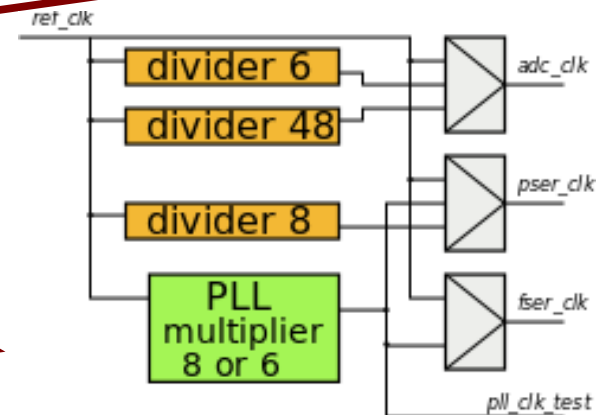 ref_clk
divider 6
adc_clk
divider 48
pser_clk
divider 8
PLL
multiplier
8 or 6
fser_clk
pll_clk_test